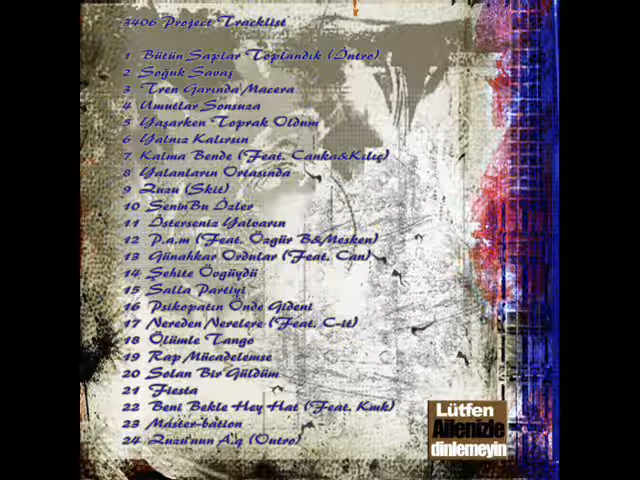 3406 Project Tracklist
1 Bütün Saplar Toplandık (İntro)
2 Soğuk Savaş
3 Tren Garında Macera
4 Umutlar Sonsuza
5 Yaşarken Toprak Oldum
6 Yalnız Kalırsın
7 Kalma Bende (Feat. Canka&Kılıç)
8 Yalanların Ortasında
9 Zuzu (Skit)
10 SeninBu İzler
11 İsterseniz Yalvarın
12 P.a.m (Feat. Özgür B&Mesken)
13 Günahkar Ordular (Feat. Can)
14 Şehite Övgüydü
15 Salla Partiyi
16 Psikopatın Önde Gideni
17 Nereden Nerelere (Feat. C-it)
18 Ölümle Tango
19 Rap Mücadelemse
20 Solan Bir Güldüm
21 Fiesta
22 Beni Bekle Hey Hat (Feat. Kmk)
23 Master-bation
24 Zuzu'nun A.q (Outro)
Lütfen
Ailenizle
dinlemeyin